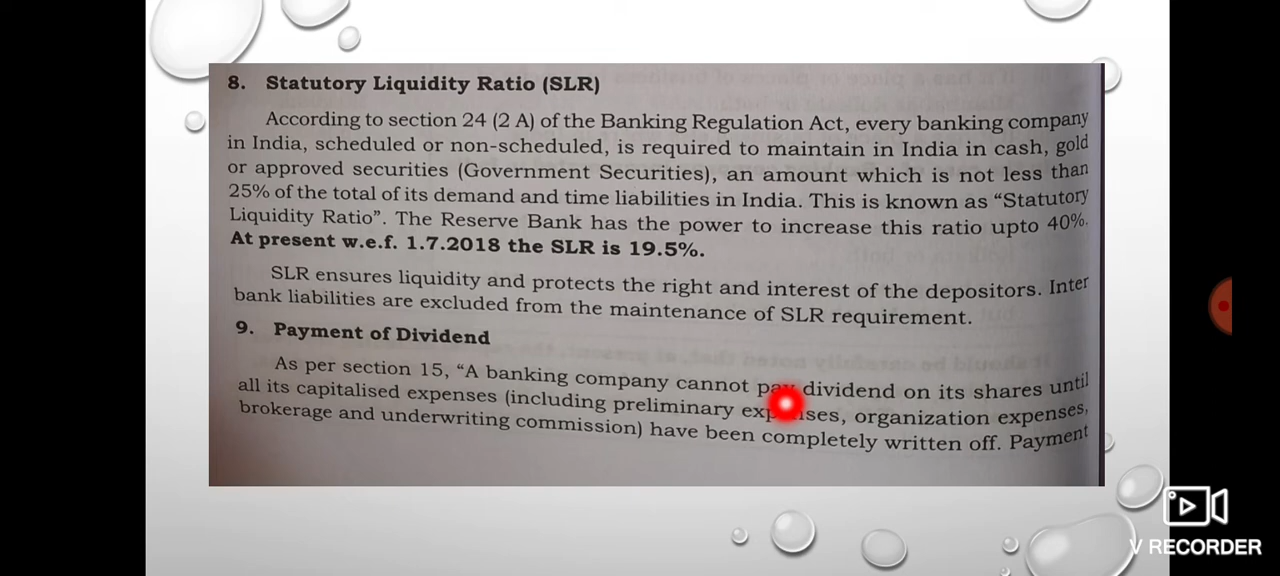 8. Statutory Liquidity Ratio (SLR)
According to section 24 (2 A) of the Banking Regulation Act, every banking company
in India, scheduled or non-scheduled, is required to maintain in India in cash, gold
or approved securities (Government Securities), an amount which is not less than
25% of the total of its demand and time liabilities in India. This is known as “Statutory
Liquidity Ratio”. The Reserve Bank has the power to increase this ratio upto 40%.
At present w.e.f. 1.7.2018 the SLR is 19.5%.
SLR ensures liquidity and protects the right and interest of the depositors. Inter
bank liabilities are excluded from the maintenance of SLR requirement.
9. Payment of Dividend
As per section 15, “A banking company cannot pay dividend on its shares until
all its capitalised expenses (including preliminary expenses, organization expenses,
brokerage and underwriting commission) have been completely written off. Payment
V RECORDER